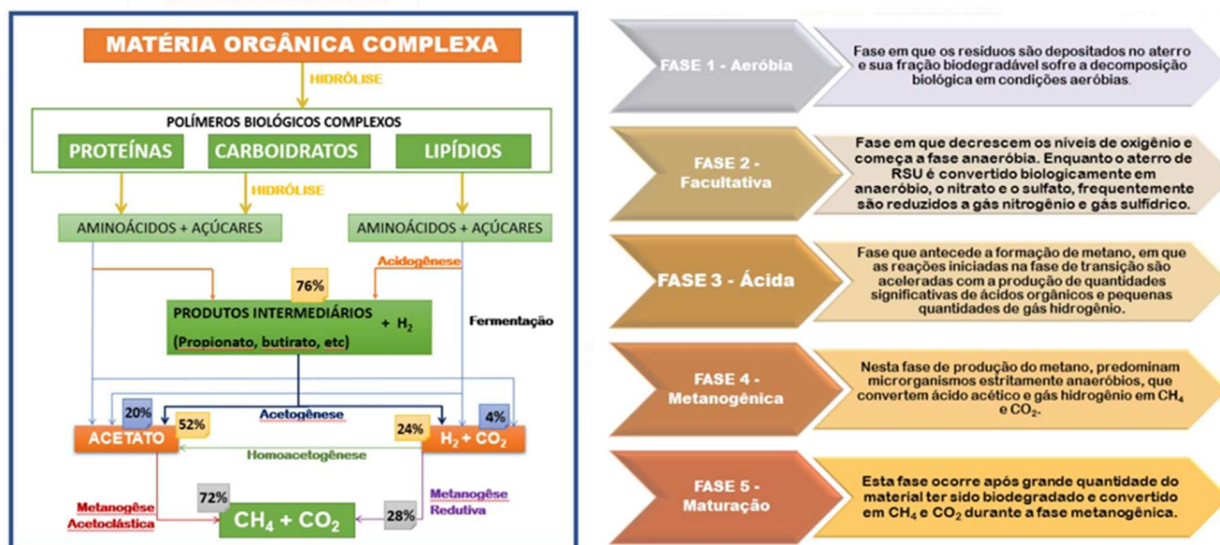 MATÉRIA ORGÂNICA COMPLEXA
HIDRÓLISE
POLÍMEROS BIOLÓGICOS COMPLEXOS
PROTEÍNAS
CARBOIDRATOS
LIPÍDIOS
HIDRÓLISE
AMINOÁCIDOS + AÇÚCARES
AMINOÁCIDOS + AÇÚCARES
Acidogênese
76%
PRODUTOS INTERMEDIÁRIOS
+ H₂
(Propionato, butirato, etc)
Fermentação
Acetogênese
20%
4%
ACETATO
52%
24%
H₂ + CO₂
Homoacetogênese
Metanogêse
Acetoclástica
72%
CH₄ + CO₂
28%
Metanogêse
Redutiva
FASE 1 - Aeróbia
Fase em que os resíduos são depositados no aterro
e sua fração biodegradável sofre a decomposição
biológica em condições aeróbias.
FASE 2 -
Facultativa
Fase em que decrescem os níveis de oxigênio e
começa a fase anaeróbia. Enquanto o aterro de
RSU é convertido biologicamente em
anaeróbio, o nitrato e o sulfato, frequentemente
são reduzidos a gás nitrogênio e gás sulfídrico.
FASE 3 - Ácida
Fase que antecede a formação de metano, em que
as reações iniciadas na fase de transição são
aceleradas com a produção de quantidades
significativas de ácidos orgânicos e pequenas
quantidades de gás hidrogênio.
FASE 4 -
Metanogênica
Nesta fase de produção do metano, predominam
microrganismos estritamente anaeróbios, que
convertem ácido acético e gás hidrogênio em CH₄
e CO₂.
FASE 5 -
Maturação
Esta fase ocorre após grande quantidade do
material ter sido biodegradado e convertido
em CH₄ e CO₂ durante a fase metanogênica.